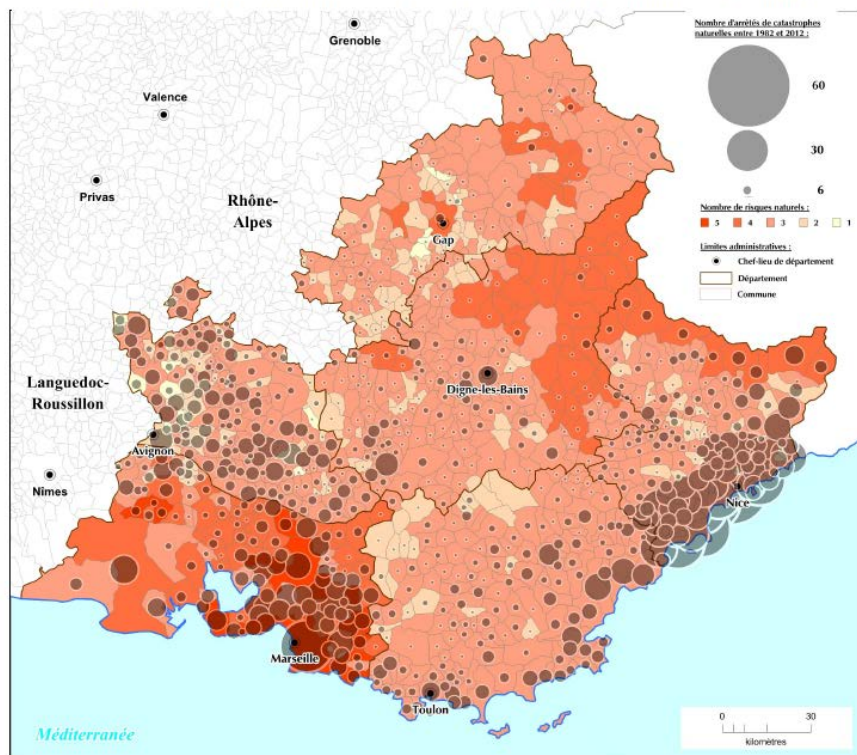 Nombre d'arrêtés de catastrophes
naturelles entre 1982 et 2012 :
60
30
6
Nombre de risques naturels :
5 4 3 2 1
Limites administratives :
Chef-lieu de département
Département
Commune
Grenoble
Valence
Privas
Rhône-
Alpes
Gap
Languedoc-
Roussillon
Digne-les-Bains
Avignon
Nîmes
Nice
Marseille
Toulon
Méditerranée
0 30
kilomètres